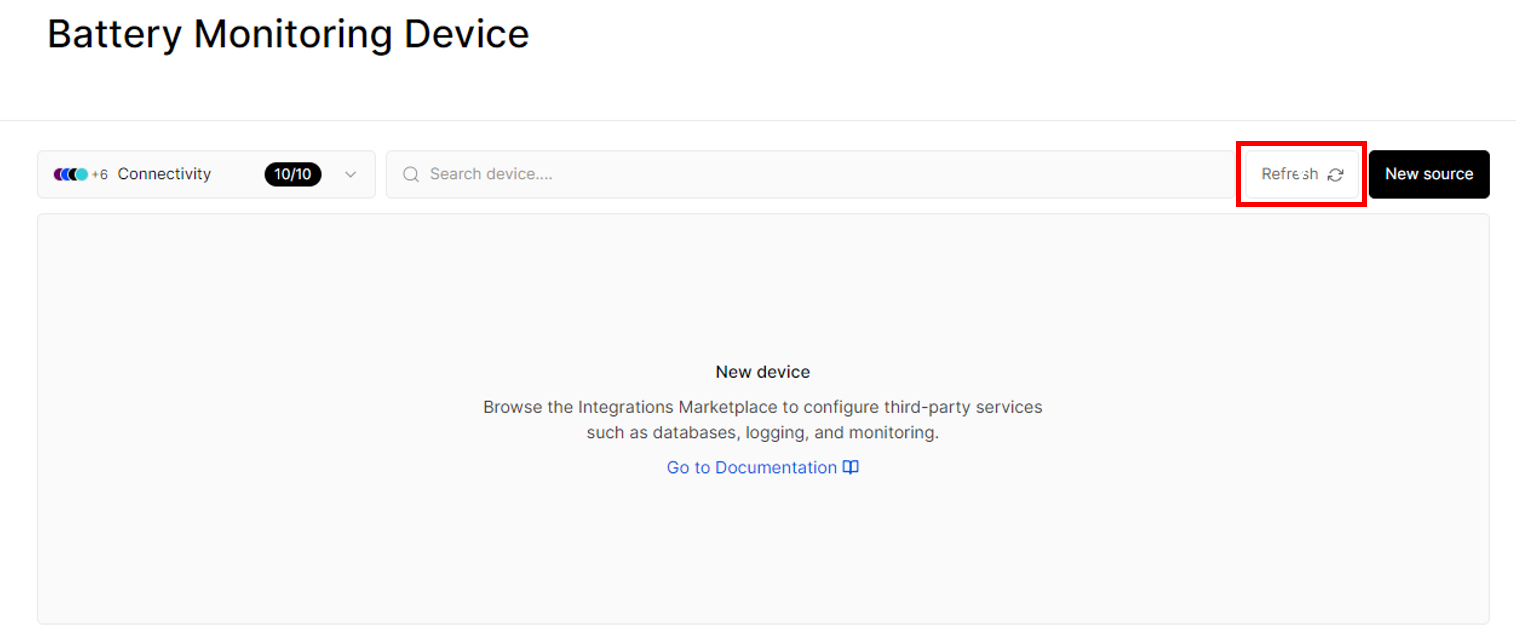 Battery Monitoring Device
+6 Connectivity 10/10 Search device.... Refresh New source
New device
Browse the Integrations Marketplace to configure third-party services
such as databases, logging, and monitoring.
Go to Documentation